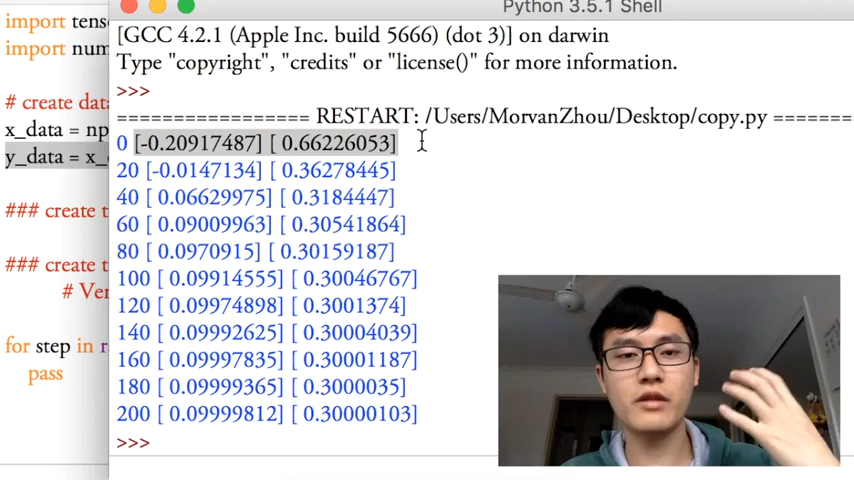 Python 3.5.1 Shell
[GCC 4.2.1 (Apple Inc. build 5666) (dot 3)] on darwin
Type "copyright", "credits" or "license()" for more information.
>>>
================ RESTART: /Users/MorvanZhou/Desktop/copy.py =======
0 [-0.20917487] [ 0.66226053]
20 [-0.0147134] [ 0.36278445]
40 [ 0.06629975] [ 0.3184447]
60 [ 0.09009963] [ 0.30541864]
80 [ 0.0970915] [ 0.30159187]
100 [ 0.09914555] [ 0.30046767]
120 [ 0.09974898] [ 0.3001374]
140 [ 0.09992625] [ 0.30004039]
160 [ 0.09997835] [ 0.30001187]
180 [ 0.09999365] [ 0.3000035]
200 [ 0.09999812] [ 0.30000103]
>>>
import tens
import num
# create data
x_data = np
y_data = x_
### create t
### create t
# Ver
for step in r
pass